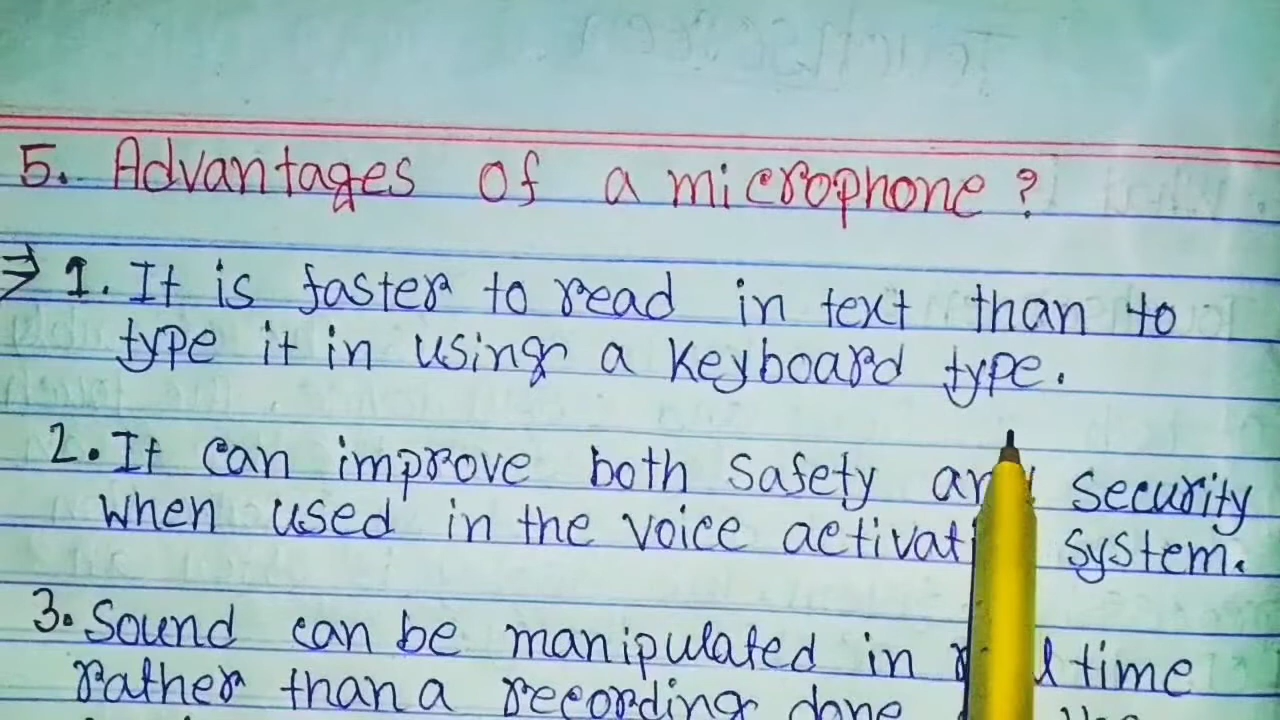 5. Advantages of a microphone?
⇒ 1. It is faster to read in text than to
type it in using a keyboard type.
2. It can improve both safety and security
when used in the voice activat system.
3. Sound can be manipulated in real time
rather than a recording done